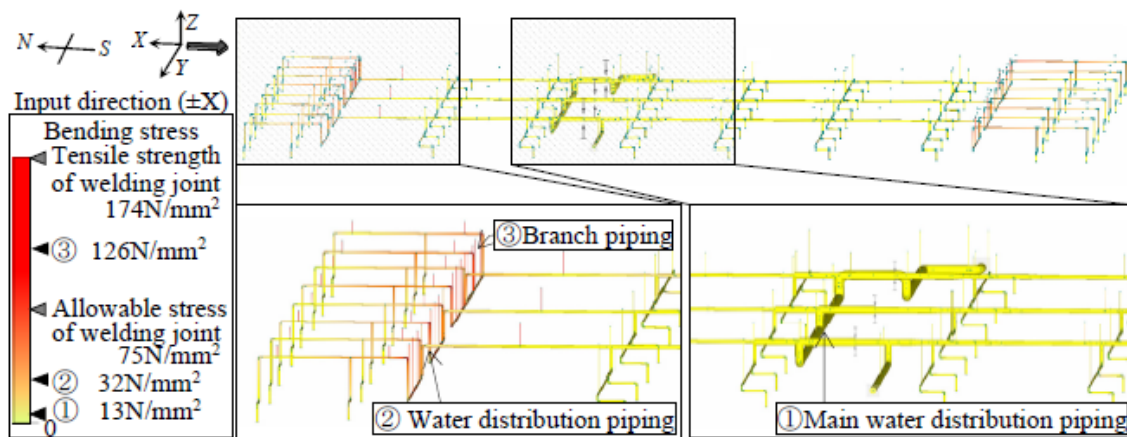 N S X Z Y
Input direction (±X)
Bending stress
Tensile strength
of welding joint
174N/mm²
③ 126N/mm²
Allowable stress
of welding joint
75N/mm²
② 32N/mm²
① 13N/mm²
0
③Branch piping
② Water distribution piping
①Main water distribution piping